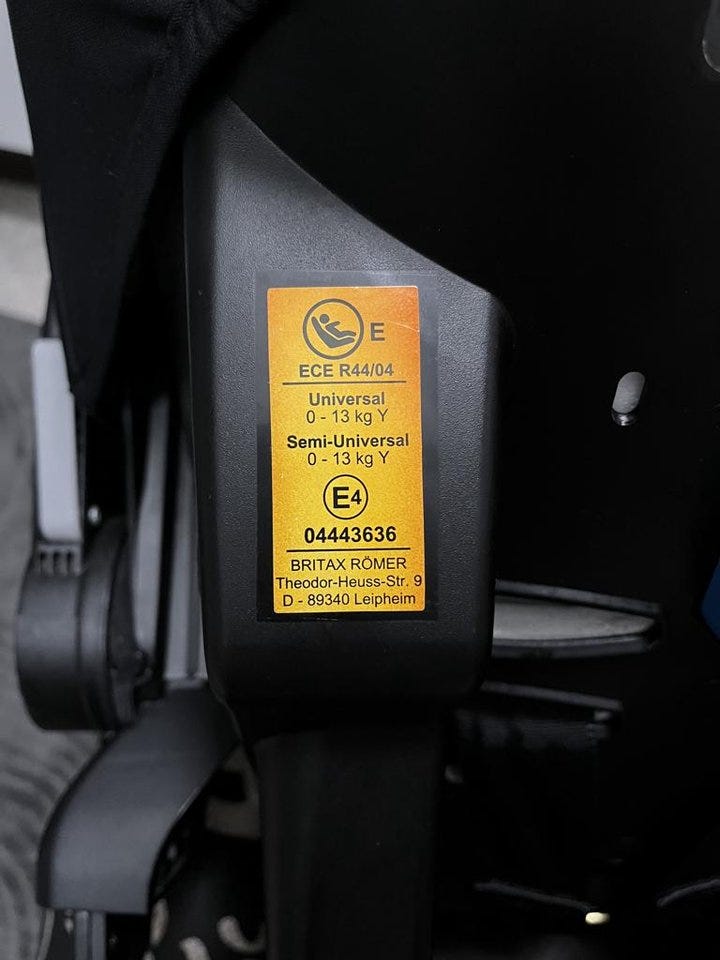 E
ECE R44/04
Universal
0 - 13 kg Y
Semi-Universal
0 - 13 kg Y
E4
04443636
BRITAX RÖMER
Theodor-Heuss-Str. 9
D - 89340 Leipheim